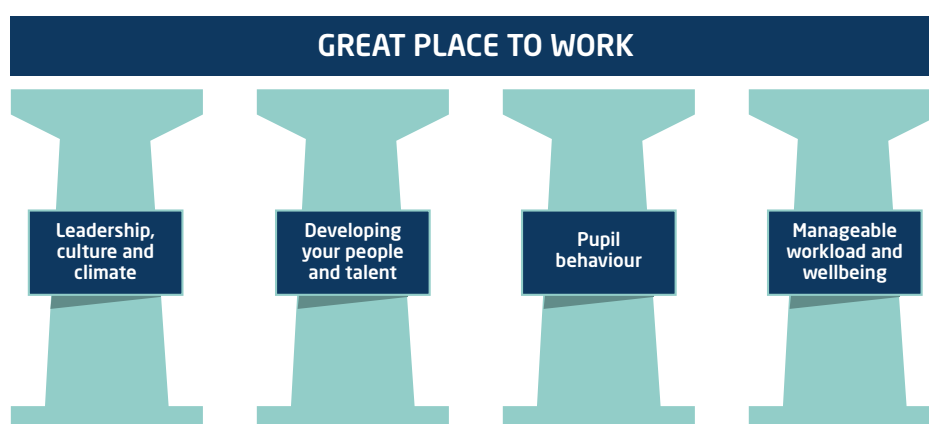 GREAT PLACE TO WORK
Leadership,
culture and
climate
Developing
your people
and talent
Pupil
behaviour
Manageable
workload and
wellbeing